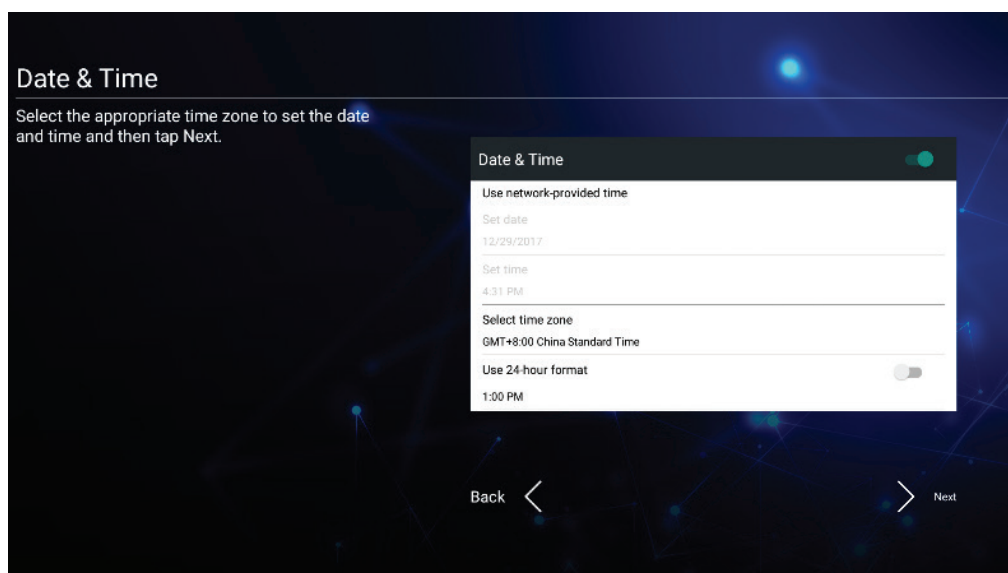 Date & Time
Select the appropriate time zone to set the date
and time and then tap Next.
Date & Time
Use network-provided time
Set date
12/29/2017
Set time
4:31 PM
Select time zone
GMT+8:00 China Standard Time
Use 24-hour format
1:00 PM
Back
Next